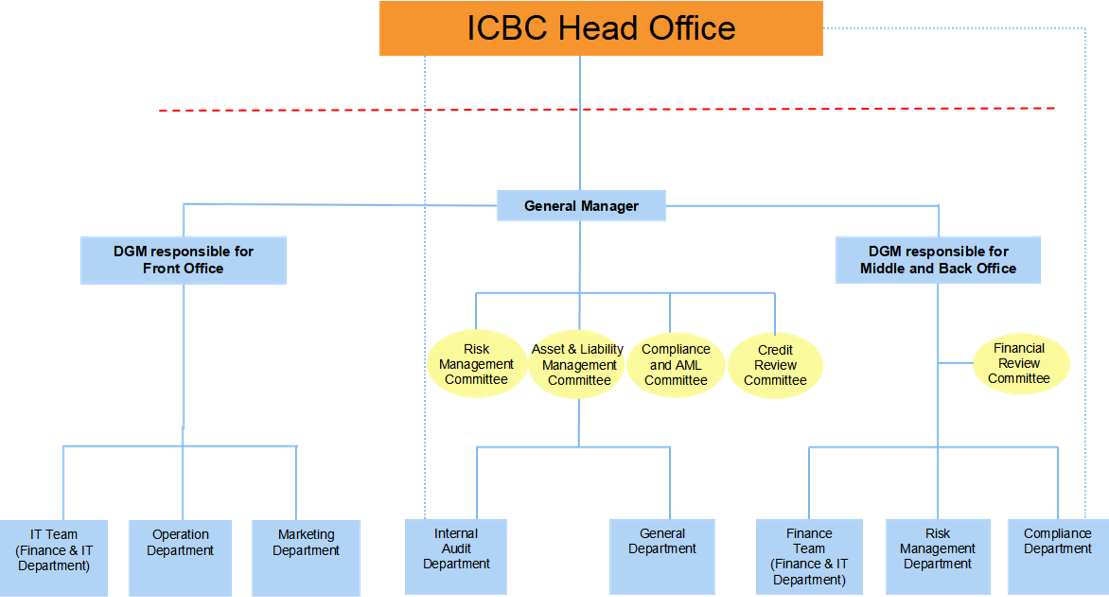 ICBC Head Office
General Manager
DGM responsible for
Front Office
DGM responsible for
Middle and Back Office
Risk
Management
Committee
Asset & Liability
Management
Committee
Compliance
and AML
Committee
Credit
Review
Committee
Financial
Review
Committee
IT Team
(Finance & IT
Department)
Operation
Department
Marketing
Department
Internal
Audit
Department
General
Department
Finance
Team
(Finance & IT
Department)
Risk
Management
Department
Compliance
Department